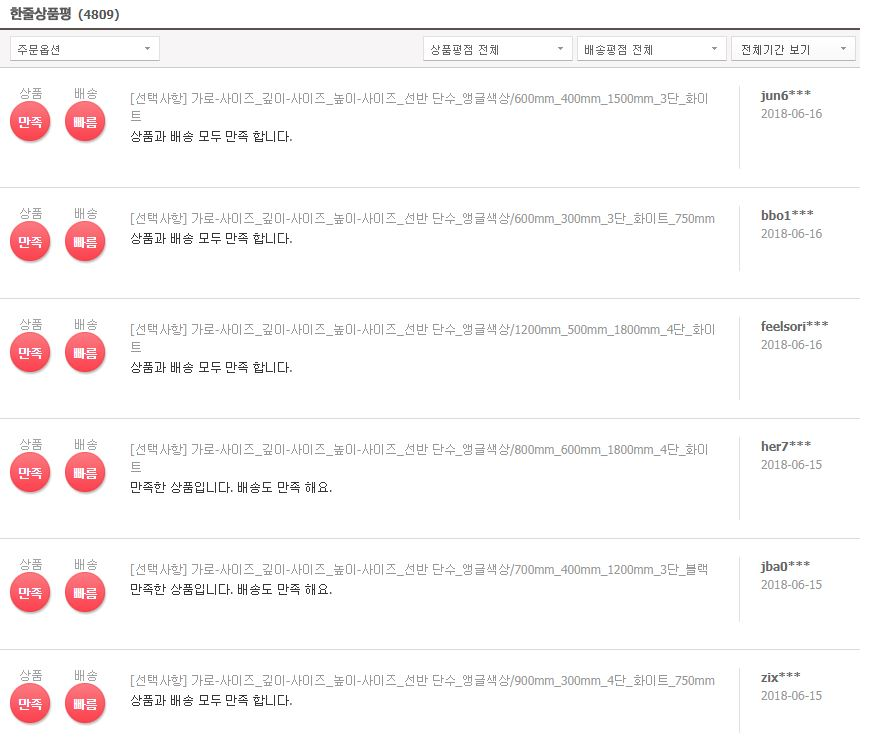 한줄상품평 (4809)
주문옵션 상품평점 전체 배송평점 전체 전체기간 보기
상품 배송
만족 빠름
[선택사항] 가로-사이즈_깊이-사이즈_높이-사이즈_선반 단수_앵글색상/600mm_400mm_1500mm_3단_화이
트
상품과 배송 모두 만족 합니다.
jun6***
2018-06-16
상품 배송
만족 빠름
[선택사항] 가로-사이즈_깊이-사이즈_높이-사이즈_선반 단수_앵글색상/600mm_300mm_3단_화이트_750mm
상품과 배송 모두 만족 합니다.
bbo1***
2018-06-16
상품 배송
만족 빠름
[선택사항] 가로-사이즈_깊이-사이즈_높이-사이즈_선반 단수_앵글색상/1200mm_500mm_1800mm_4단_화이
트
상품과 배송 모두 만족 합니다.
feelsori***
2018-06-16
상품 배송
만족 빠름
[선택사항] 가로-사이즈_깊이-사이즈_높이-사이즈_선반 단수_앵글색상/800mm_600mm_1800mm_4단_화이
트
만족한 상품입니다. 배송도 만족 해요.
her7***
2018-06-15
상품 배송
만족 빠름
[선택사항] 가로-사이즈_깊이-사이즈_높이-사이즈_선반 단수_앵글색상/700mm_400mm_1200mm_3단_블랙
만족한 상품입니다. 배송도 만족 해요.
jba0***
2018-06-15
상품 배송
만족 빠름
[선택사항] 가로-사이즈_깊이-사이즈_높이-사이즈_선반 단수_앵글색상/900mm_300mm_4단_화이트_750mm
상품과 배송 모두 만족 합니다.
zix***
2018-06-15